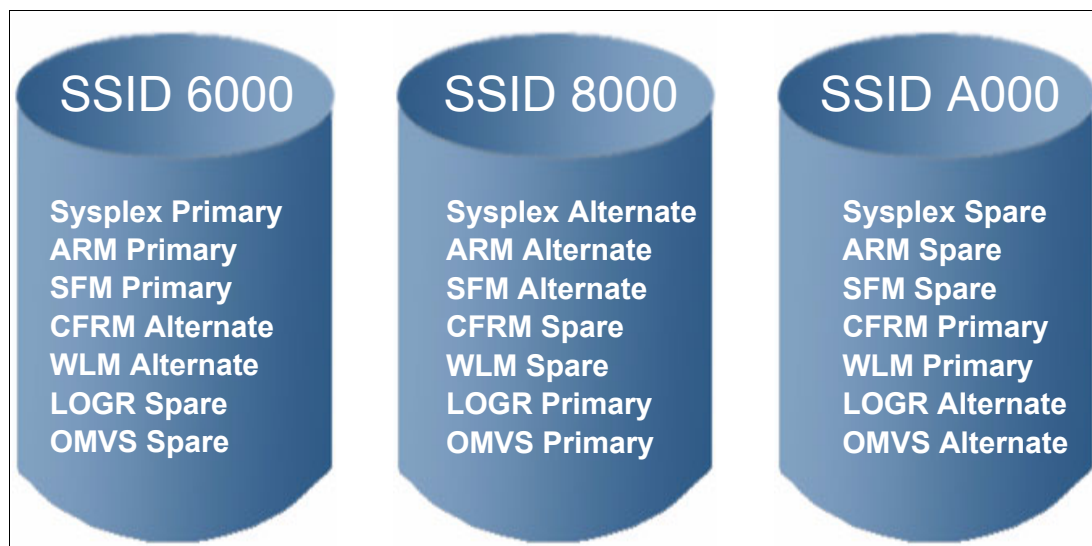 SSID 6000
Sysplex Primary
ARM Primary
SFM Primary
CFRM Alternate
WLM Alternate
LOGR Spare
OMVS Spare
SSID 8000
Sysplex Alternate
ARM Alternate
SFM Alternate
CFRM Spare
WLM Spare
LOGR Primary
OMVS Primary
SSID A000
Sysplex Spare
ARM Spare
SFM Spare
CFRM Primary
WLM Primary
LOGR Alternate
OMVS Alternate